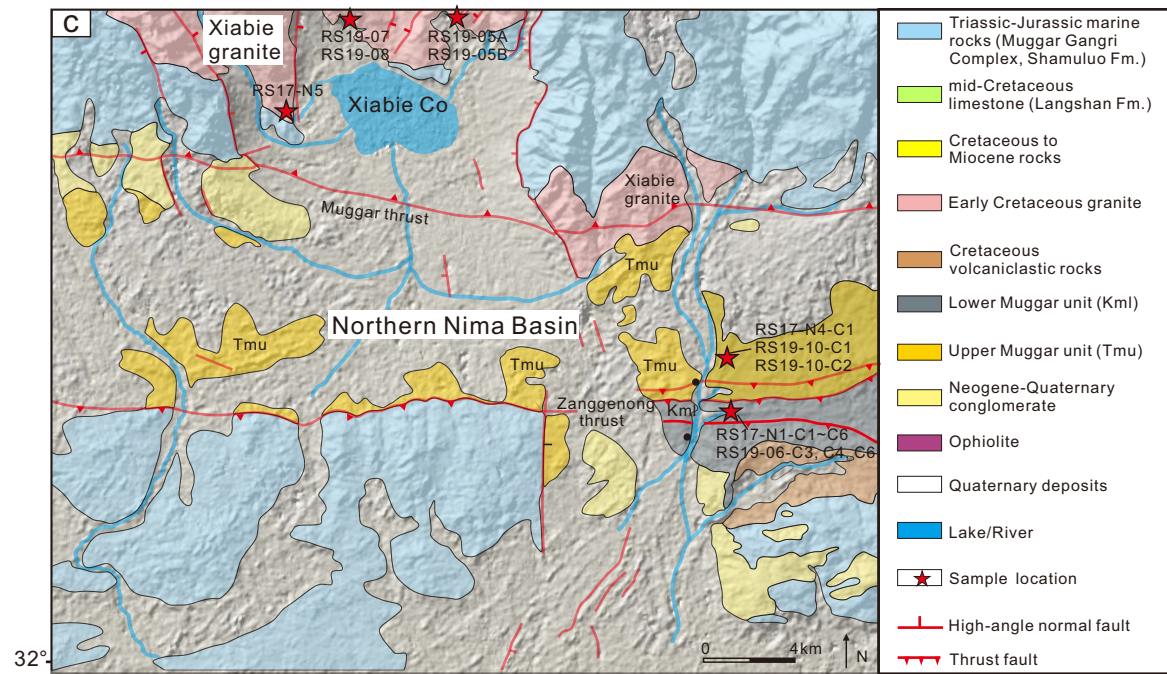 C
Xiabie
granite
RS19-07
RS19-08
RS19-05A
RS19-05B
RS17-N5
Xiabie Co
Xiabie
granite
Muggar thrust
Tmu
Northern Nima Basin
RS17-N4-C1
RS19-10-C1
RS19-10-C2
Tmu
Tmu
Tmu
Zanggenong
thrust
Kml
RS17-N1-C1~C6
RS19-06-C3, C4, C6
32°
0
4km
N
Triassic-Jurassic marine
rocks (Muggar Gangri
Complex, Shamuluo Fm.)
mid-Cretaceous
limestone (Langshan Fm.)
Cretaceous to
Miocene rocks
Early Cretaceous granite
Cretaceous
volcaniclastic rocks
Lower Muggar unit (Kml)
Upper Muggar unit (Tmu)
Neogene-Quaternary
conglomerate
Ophiolite
Quaternary deposits
Lake/River
Sample location
High-angle normal fault
Thrust fault